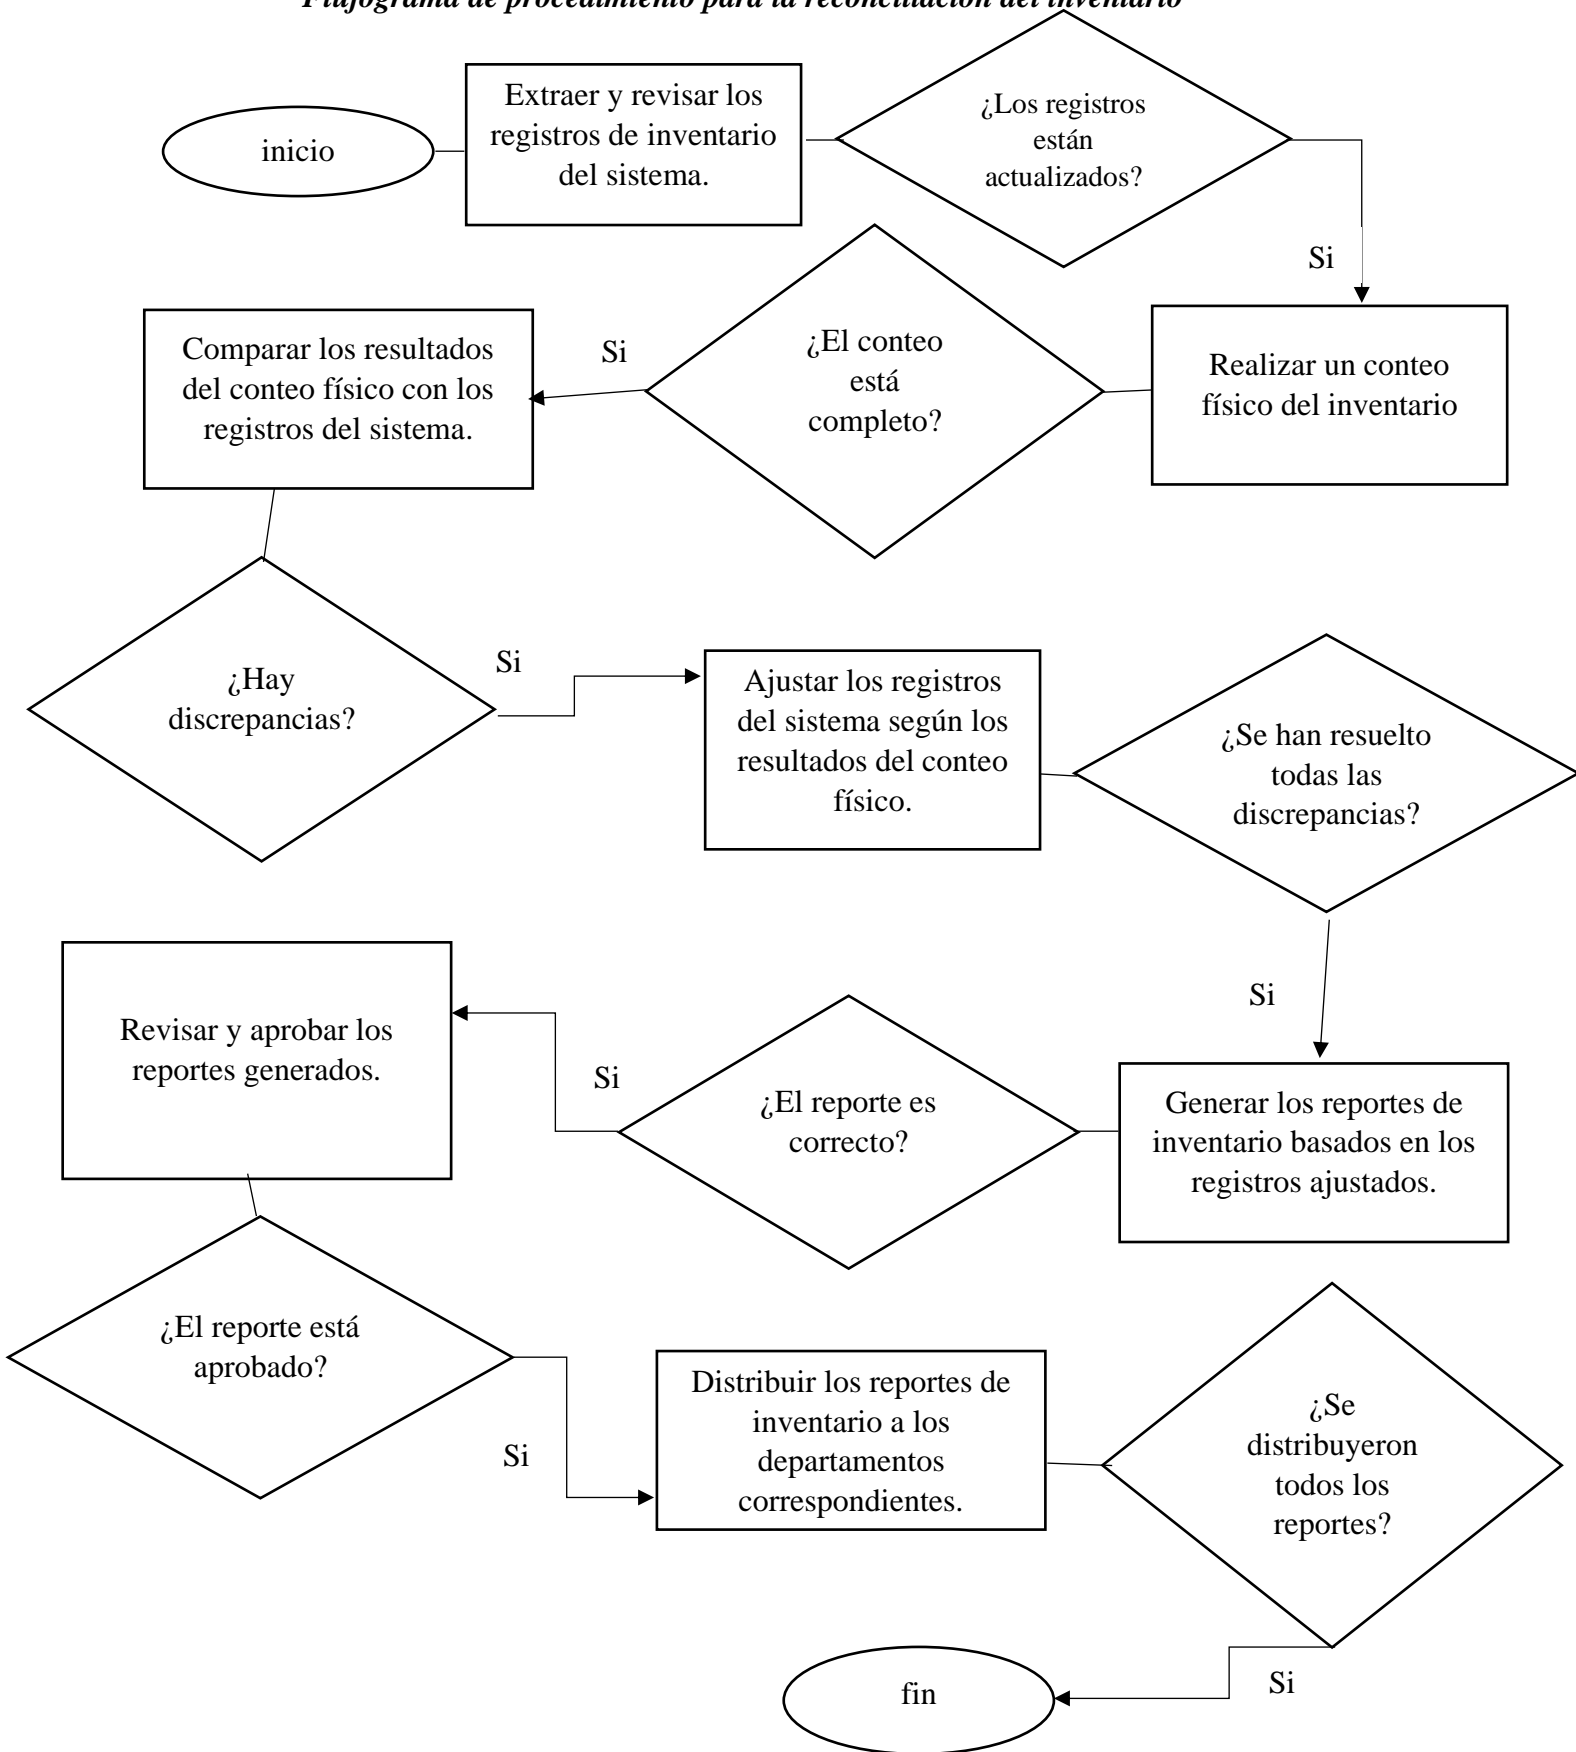 Flujograma de procedimiento para la reconciliación del inventario
inicio
Extraer y revisar los
registros de inventario
del sistema.
¿Los registros
están
actualizados?
Si
Realizar un conteo
físico del inventario
¿El conteo
está
completo?
Si
Comparar los resultados
del conteo físico con los
registros del sistema.
¿Hay
discrepancias?
Si
Ajustar los registros
del sistema según los
resultados del conteo
físico.
¿Se han resuelto
todas las
discrepancias?
Si
Generar los reportes de
inventario basados en los
registros ajustados.
¿El reporte es
correcto?
Si
Revisar y aprobar los
reportes generados.
¿El reporte está
aprobado?
Si
Distribuir los reportes de
inventario a los
departamentos
correspondientes.
¿Se
distribuyeron
todos los
reportes?
Si
fin